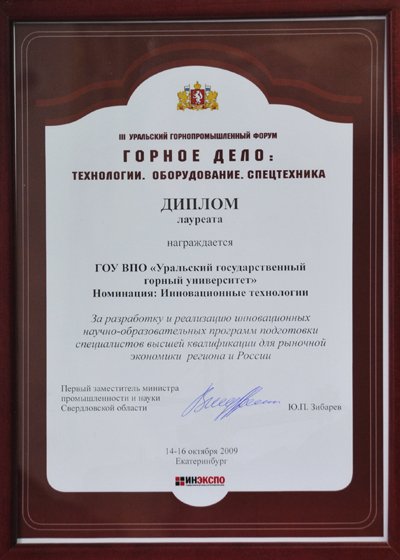 III УРАЛЬСКИЙ ГОРНОПРОМЫШЛЕННЫЙ ФОРУМ
ГОРНОЕ ДЕЛО:
ТЕХНОЛОГИИ. ОБОРУДОВАНИЕ. СПЕЦТЕХНИКА
ДИПЛОМ
лауреата
награждается
ГОУ ВПО «Уральский государственный
горный университет»
Номинация: Инновационные технологии
За разработку и реализацию инновационных
научно-образовательных программ подготовки
специалистов высшей квалификации для рыночной
экономики региона и России
Первый заместитель министра
промышленности и науки
Свердловской области
Ю.П. Зибарев
14-16 октября 2009
Екатеринбург
ИНЭКСПО